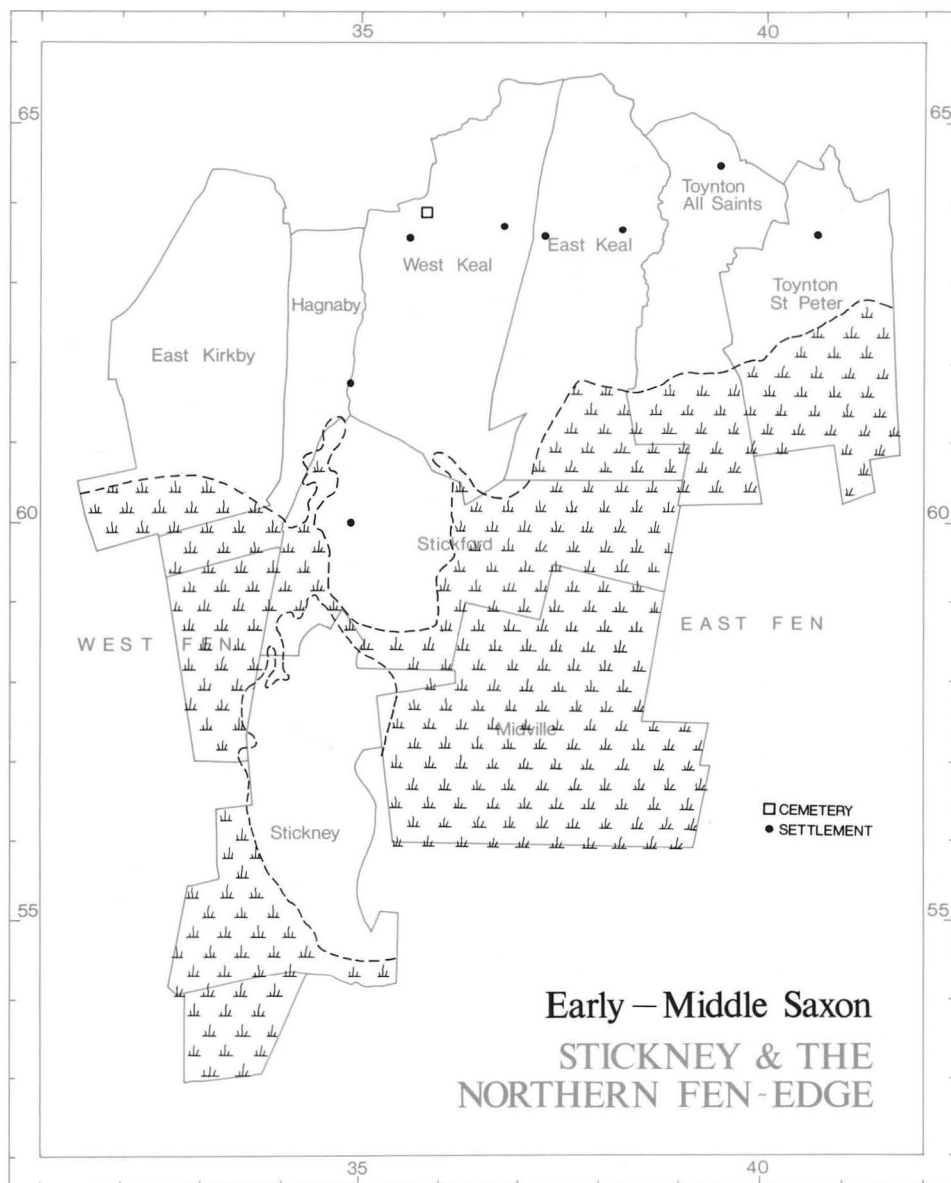 35
40
65
65
Toynton
All Saints
East Keal
West Keal
Toynton
St Peter
Hagnaby
East Kirkby
60
60
Stickford
WEST FEN
EAST FEN
Midville
CEMETERY
SETTLEMENT
Stickney
55
55
Early – Middle Saxon
STICKNEY & THE
NORTHERN FEN-EDGE
35
40